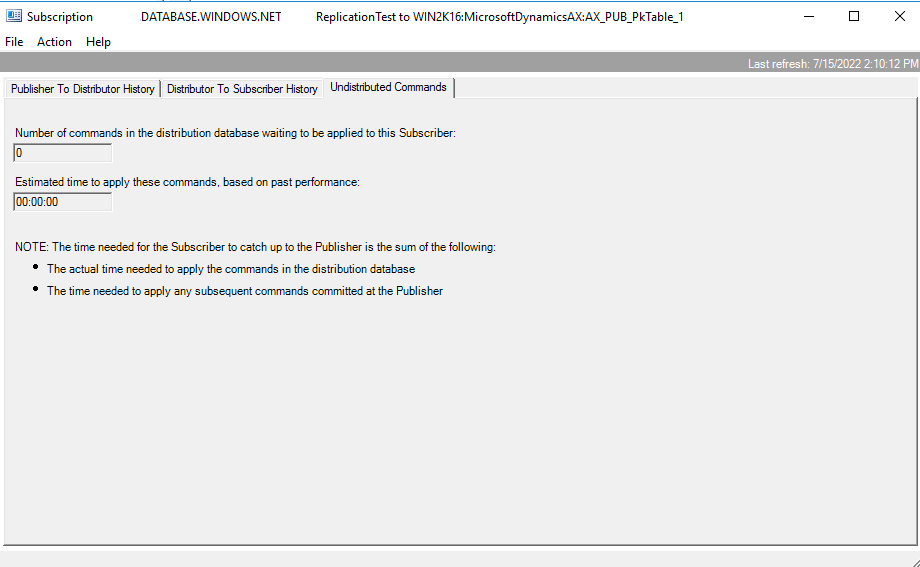 Subscription DATABASE.WINDOWS.NET ReplicationTest to WIN2K16:MicrosoftDynamicsAX:AX_PUB_PkTable_1
File Action Help
Last refresh: 7/15/2022 2:10:12 PM
Publisher To Distributor History Distributor To Subscriber History Undistributed Commands
Number of commands in the distribution database waiting to be applied to this Subscriber:
0
Estimated time to apply these commands, based on past performance:
00:00:00
NOTE: The time needed for the Subscriber to catch up to the Publisher is the sum of the following:
• The actual time needed to apply the commands in the distribution database
• The time needed to apply any subsequent commands committed at the Publisher